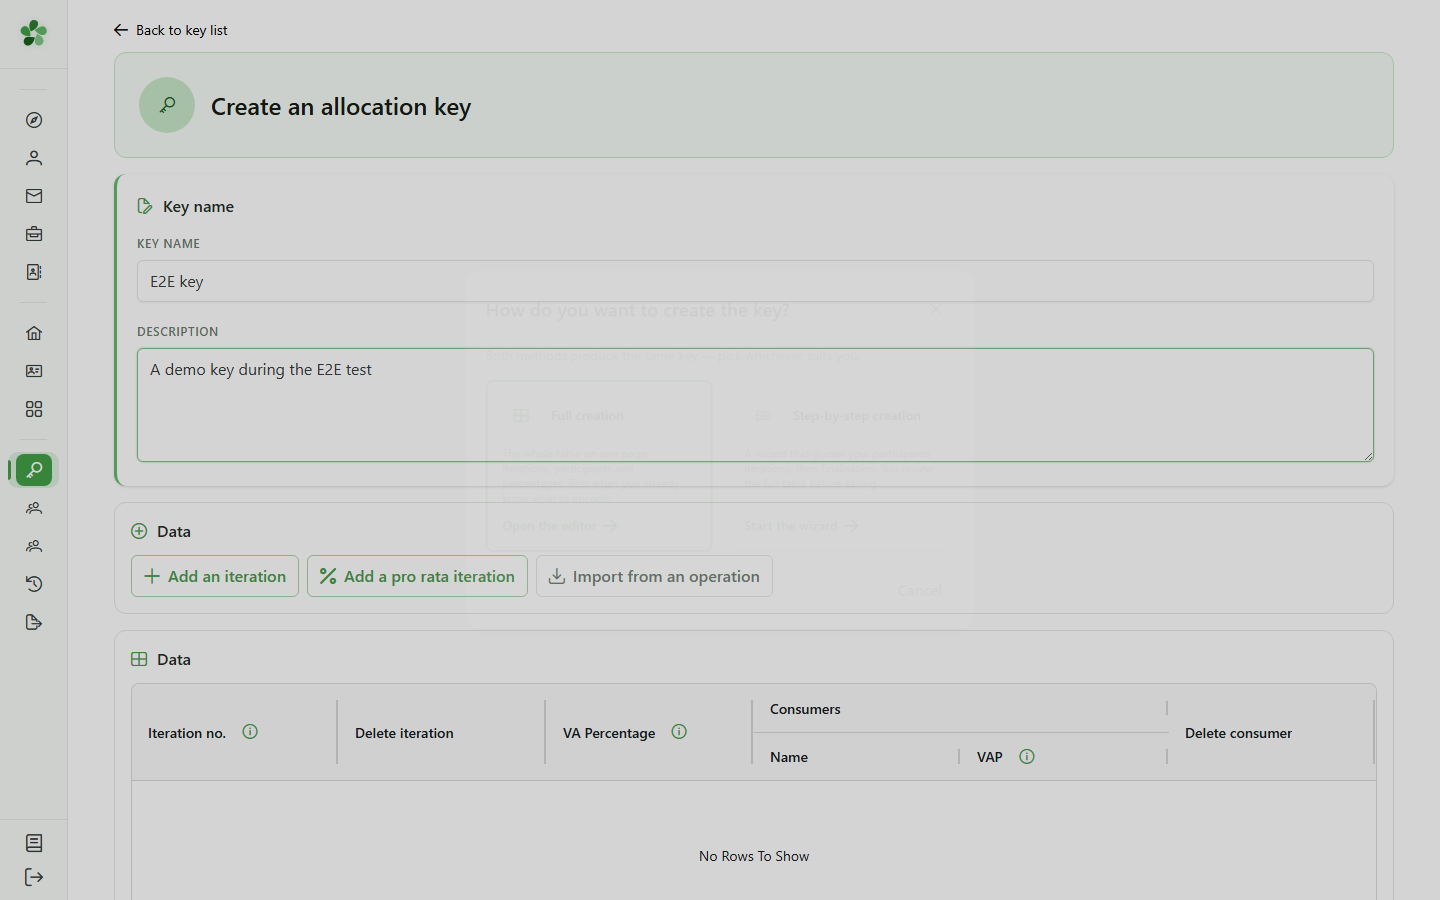 Back to key list
Create an allocation key
Key name
KEY NAME
E2E key
How do you want to create the key?
DESCRIPTION
A demo key during the E2E test
Full creation
Step-by-step creation
Open the editor
Start the wizard
Data
Add an iteration
Add a pro rata iteration
Import from an operation
Cancel
Data
Iteration no.
Delete iteration
VA Percentage
Consumers
Name
VAP
Delete consumer
No Rows To Show